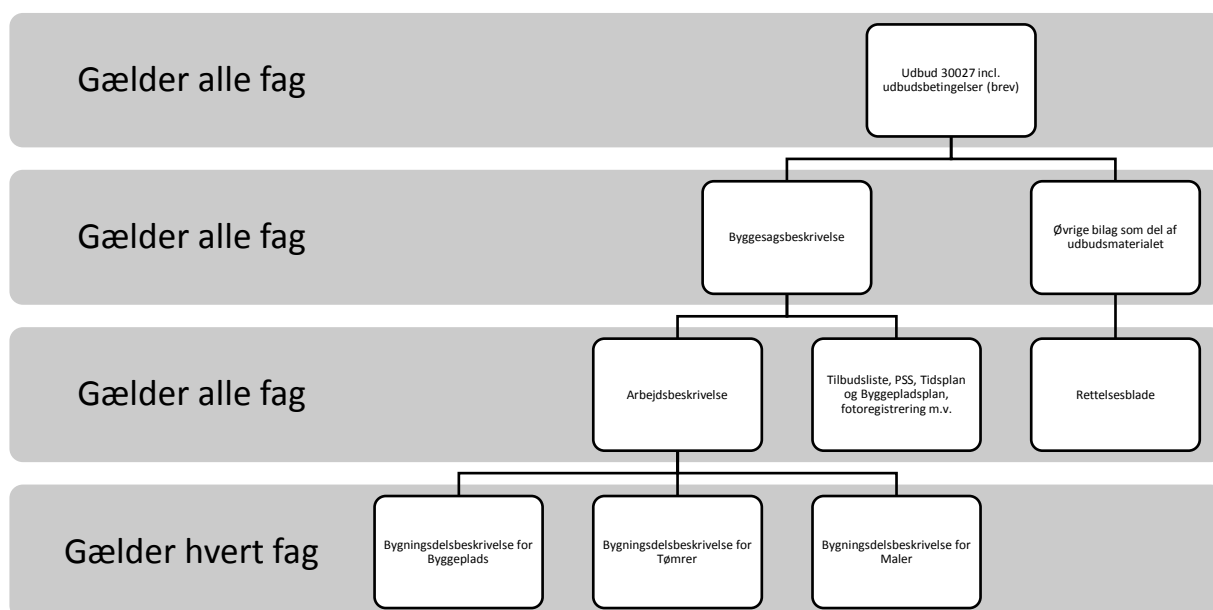 Gælder alle fag
Udbud 30027 incl.
udbudsbetingelser (brev)
Gælder alle fag
Byggesagsbeskrivelse
Øvrige bilag som del af
udbudsmaterialet
Gælder alle fag
Arbejdsbeskrivelse
Tilbudsliste, PSS, Tidsplan
og Byggepladsplan,
fotoregistrering m.v.
Rettelsesblade
Gælder hvert fag
Bygningsdelsbeskrivelse for
Byggeplads
Bygningsdelsbeskrivelse for
Tømrer
Bygningsdelsbeskrivelse for
Maler